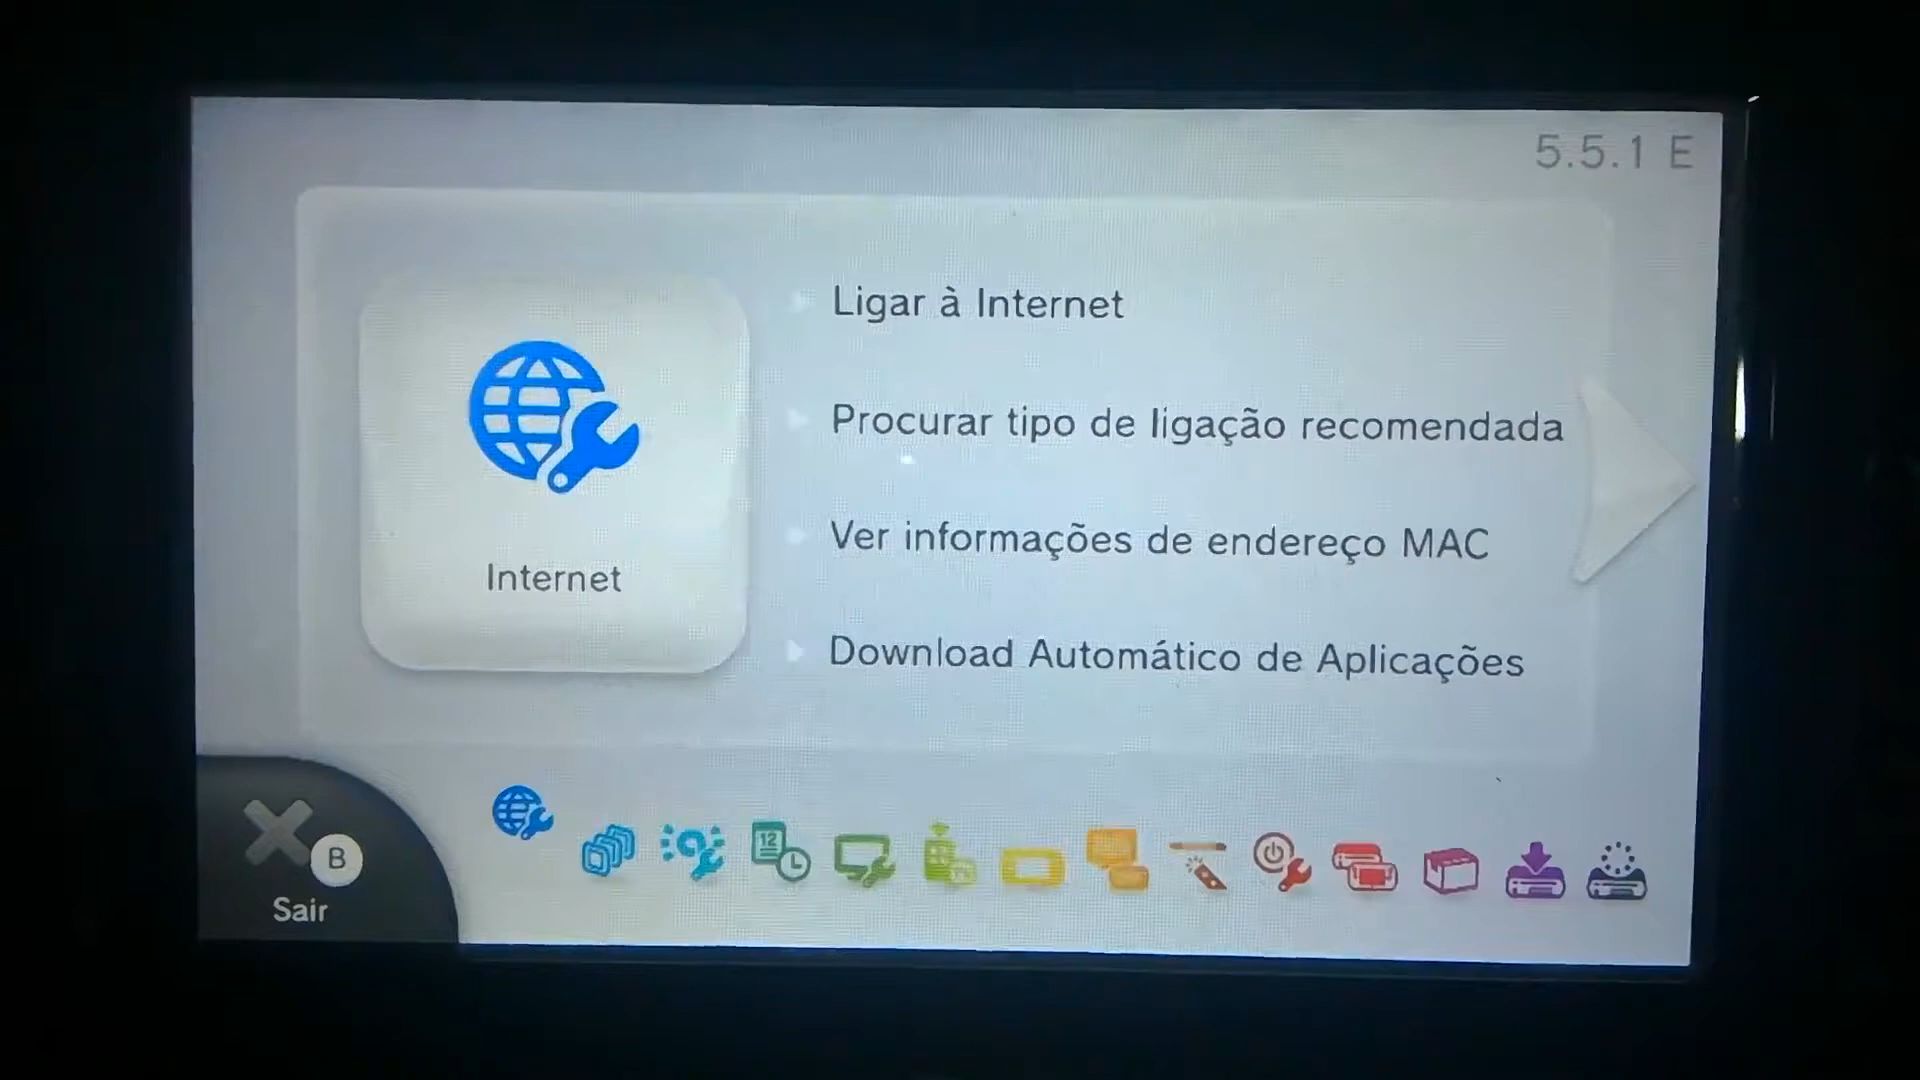 5.5.1 E
Ligar à Internet
Procurar tipo de ligação recomendada
Ver informações de endereço MAC
Download Automático de Aplicações
Internet
B
Sair
12